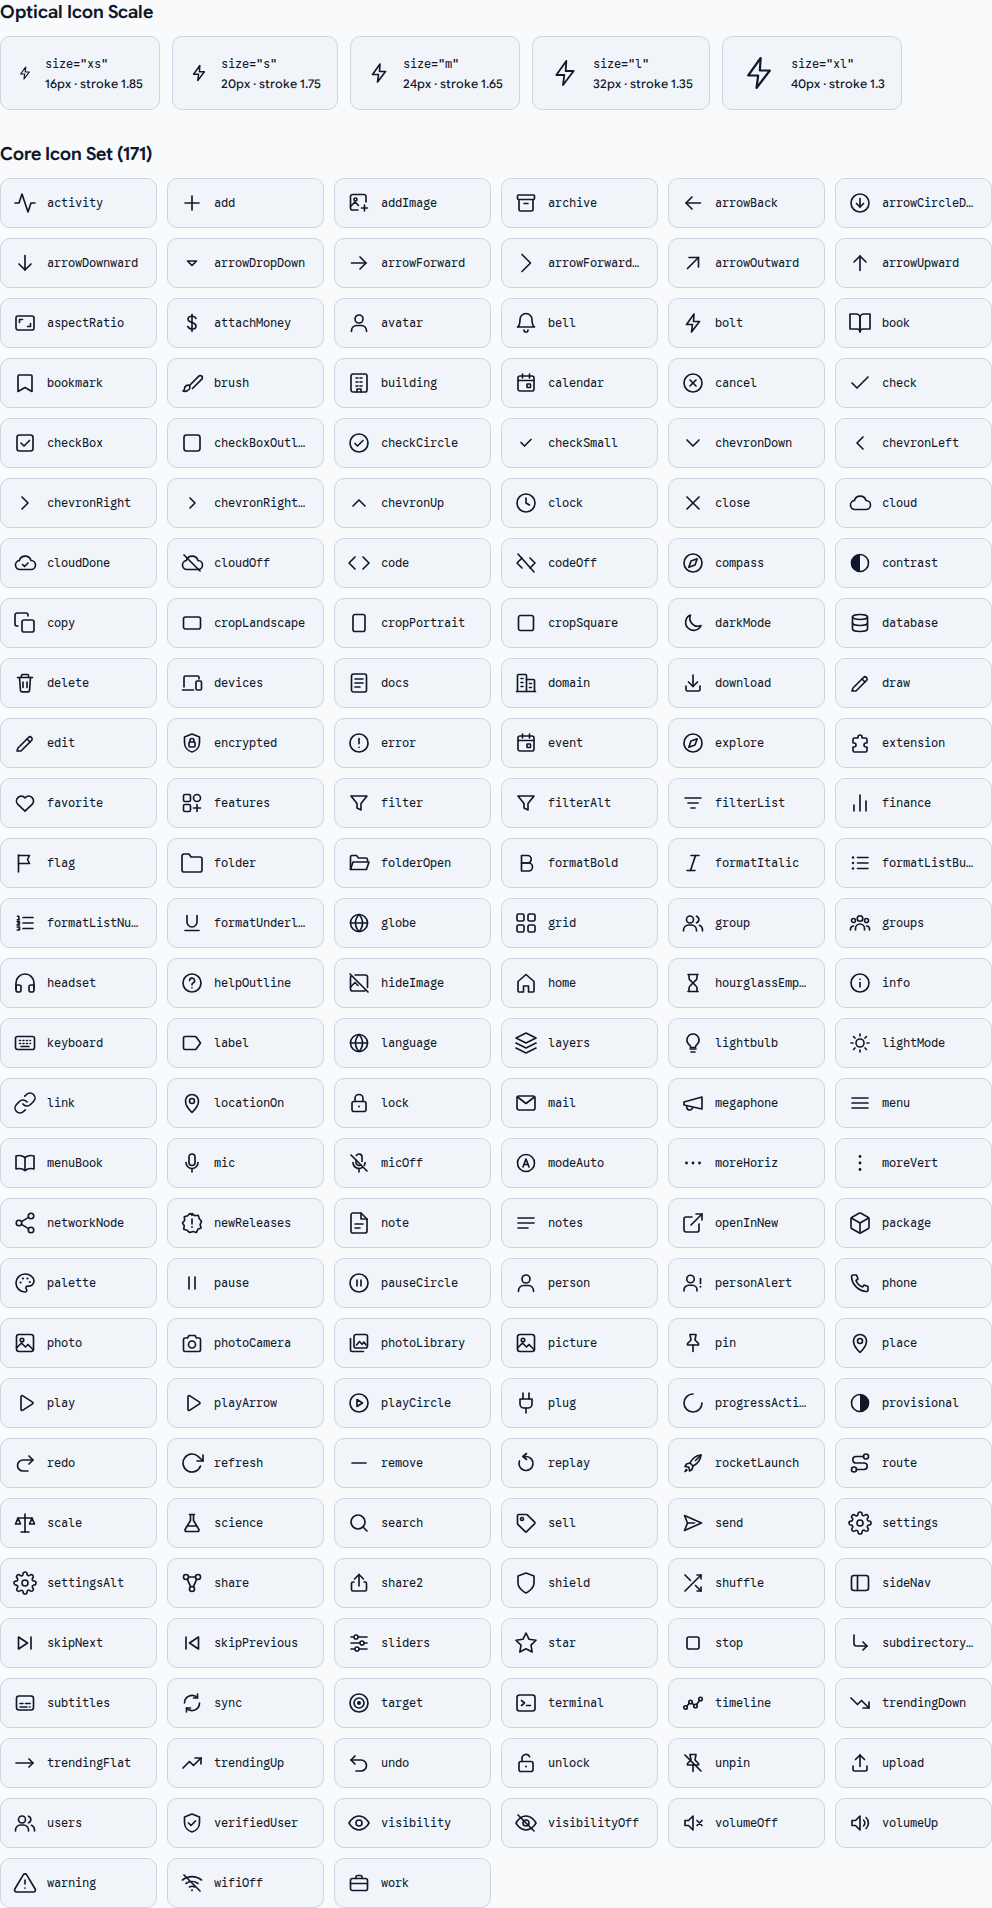 Optical Icon Scale
size="xs"
16px · stroke 1.85
size="s"
20px · stroke 1.75
size="m"
24px · stroke 1.65
size="l"
32px · stroke 1.35
size="xl"
40px · stroke 1.3
Core Icon Set (171)
activity
add
addImage
archive
arrowBack
arrowCircleD…
arrowDownward
arrowDropDown
arrowForward
arrowForward…
arrowOutward
arrowUpward
aspectRatio
attachMoney
avatar
bell
bolt
book
bookmark
brush
building
calendar
cancel
check
checkBox
checkBoxOutl…
checkCircle
checkSmall
chevronDown
chevronLeft
chevronRight
chevronRight…
chevronUp
clock
close
cloud
cloudDone
cloudOff
code
codeOff
compass
contrast
copy
cropLandscape
cropPortrait
cropSquare
darkMode
database
delete
devices
docs
domain
download
draw
edit
encrypted
error
event
explore
extension
favorite
features
filter
filterAlt
filterList
finance
flag
folder
folderOpen
formatBold
formatItalic
formatListBu…
formatListNu…
formatUnderl…
globe
grid
group
groups
headset
helpOutline
hideImage
home
hourglassEmp…
info
keyboard
label
language
layers
lightbulb
lightMode
link
locationOn
lock
mail
megaphone
menu
menuBook
mic
micOff
modeAuto
moreHoriz
moreVert
networkNode
newReleases
note
notes
openInNew
package
palette
pause
pauseCircle
person
personAlert
phone
photo
photoCamera
photoLibrary
picture
pin
place
play
playArrow
playCircle
plug
progressActi…
provisional
redo
refresh
remove
replay
rocketLaunch
route
scale
science
search
sell
send
settings
settingsAlt
share
share2
shield
shuffle
sideNav
skipNext
skipPrevious
sliders
star
stop
subdirectory…
subtitles
sync
target
terminal
timeline
trendingDown
trendingFlat
trendingUp
undo
unlock
unpin
upload
users
verifiedUser
visibility
visibilityOff
volumeOff
volumeUp
warning
wifiOff
work